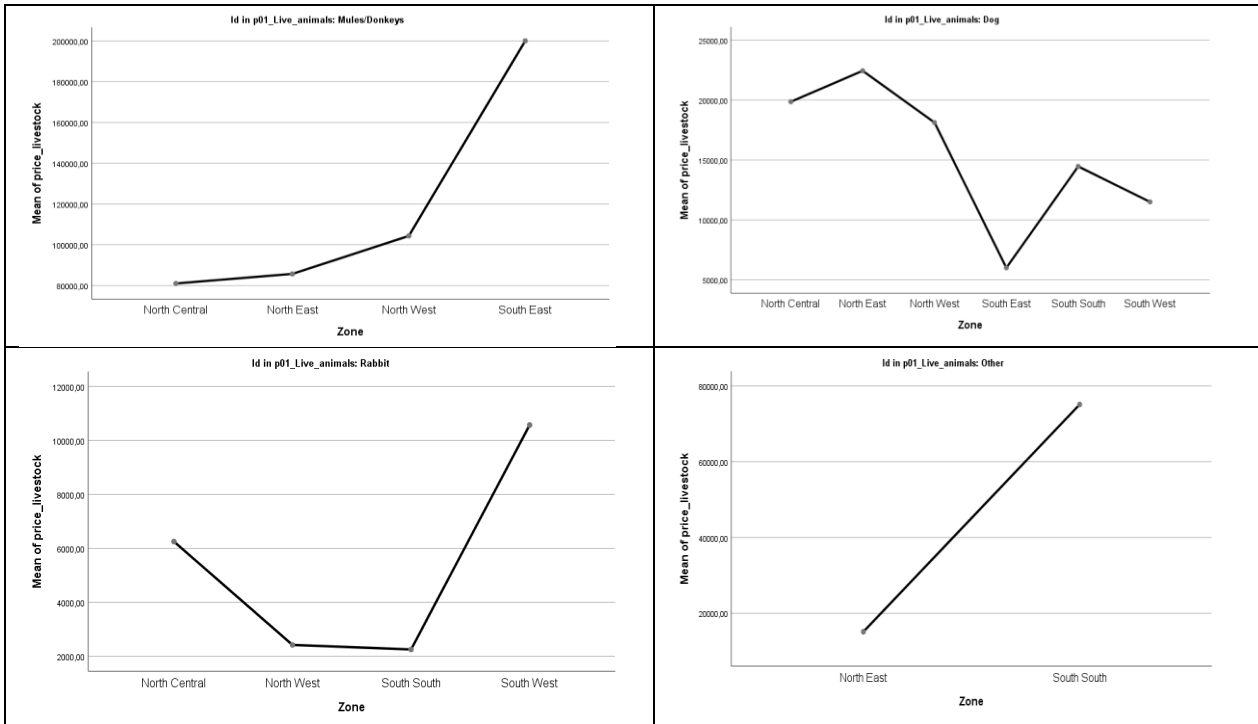 Id in p01_Live_animals: Mules/Donkeys
Mean of price_livestock
200000,00
180000,00
160000,00
140000,00
120000,00
100000,00
80000,00
North Central North East North West South East
Zone
Id in p01_Live_animals: Dog
Mean of price_livestock
25000,00
20000,00
15000,00
10000,00
5000,00
North Central North East North West South East South South South West
Zone
Id in p01_Live_animals: Rabbit
Mean of price_livestock
12000,00
10000,00
8000,00
6000,00
4000,00
2000,00
North Central North West South South South West
Zone
Id in p01_Live_animals: Other
Mean of price_livestock
80000,00
60000,00
40000,00
20000,00
North East South South
Zone